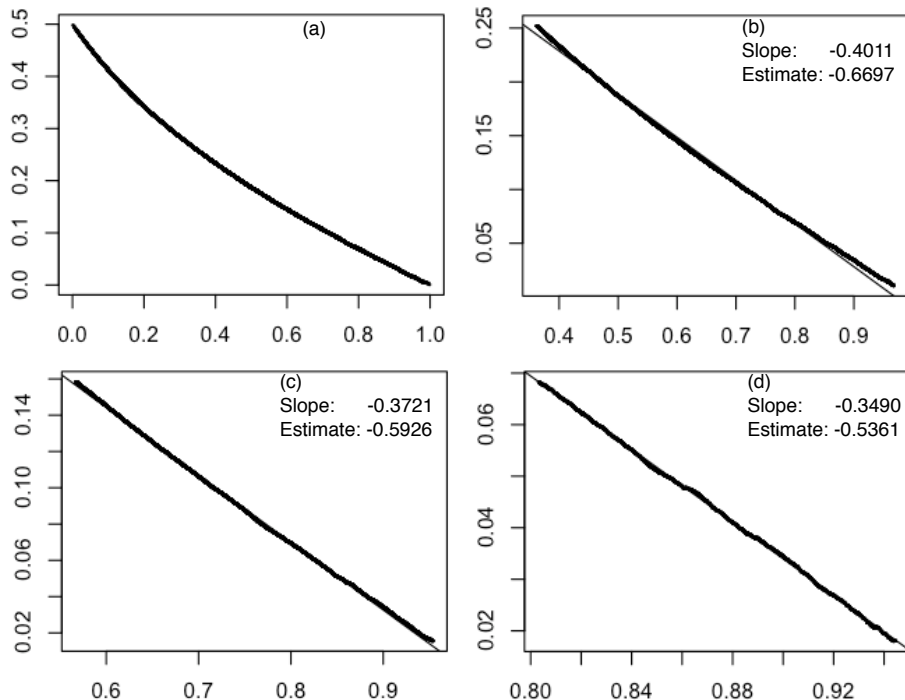 (a)
0.5
0.4
0.3
0.2
0.1
0.0
0.0 0.2 0.4 0.6 0.8 1.0
(b)
Slope: -0.4011
Estimate: -0.6697
0.25
0.15
0.05
0.4 0.5 0.6 0.7 0.8 0.9
(c)
Slope: -0.3721
Estimate: -0.5926
0.14
0.10
0.06
0.02
0.6 0.7 0.8 0.9
(d)
Slope: -0.3490
Estimate: -0.5361
0.06
0.04
0.02
0.80 0.84 0.88 0.92